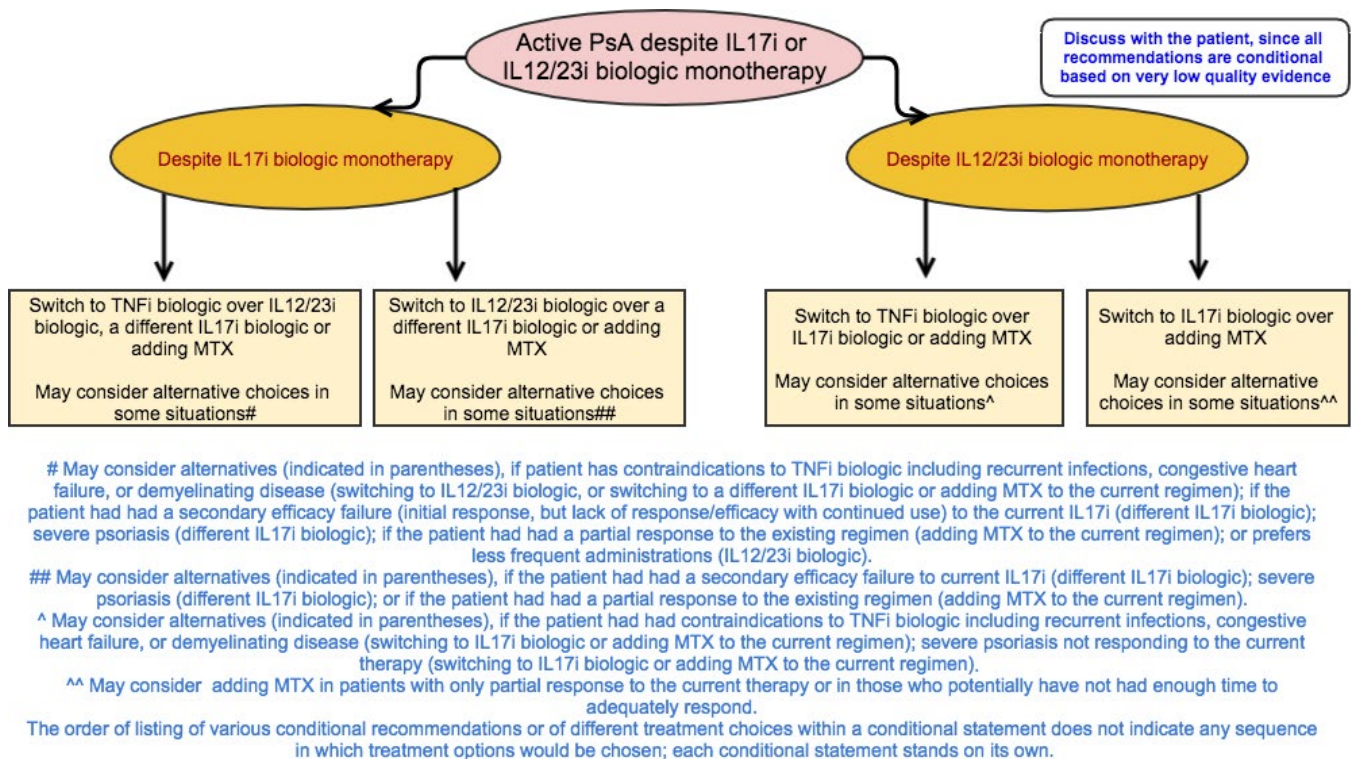 Active PsA despite IL17i or
IL12/23i biologic monotherapy
Discuss with the patient, since all
recommendations are conditional
based on very low quality evidence
Despite IL17i biologic monotherapy
Despite IL12/23i biologic monotherapy
Switch to TNFi biologic over IL12/23i
biologic, a different IL17i biologic or
adding MTX
May consider alternative choices in
some situations#
Switch to IL12/23i biologic over a
different IL17i biologic or adding
MTX
May consider alternative choices
in some situations##
Switch to TNFi biologic over
IL17i biologic or adding MTX
May consider alternative choices
in some situations^
Switch to IL17i biologic over
adding MTX
May consider alternative
choices in some situations^^
# May consider alternatives (indicated in parentheses), if patient has contraindications to TNFi biologic including recurrent infections, congestive heart
failure, or demyelinating disease (switching to IL12/23i biologic, or switching to a different IL17i biologic or adding MTX to the current regimen); if the
patient had had a secondary efficacy failure (initial response, but lack of response/efficacy with continued use) to the current IL17i (different IL17i biologic);
severe psoriasis (different IL17i biologic); if the patient had had a partial response to the existing regimen (adding MTX to the current regimen); or prefers
less frequent administrations (IL12/23i biologic).
## May consider alternatives (indicated in parentheses), if the patient had had a secondary efficacy failure to current IL17i (different IL17i biologic); severe
psoriasis (different IL17i biologic); or if the patient had had a partial response to the existing regimen (adding MTX to the current regimen).
^ May consider alternatives (indicated in parentheses), if the patient had had contraindications to TNFi biologic including recurrent infections, congestive
heart failure, or demyelinating disease (switching to IL17i biologic or adding MTX to the current regimen); severe psoriasis not responding to the current
therapy (switching to IL17i biologic or adding MTX to the current regimen).
^^ May consider adding MTX in patients with only partial response to the current therapy or in those who potentially have not had enough time to
adequately respond.
The order of listing of various conditional recommendations or of different treatment choices within a conditional statement does not indicate any sequence
in which treatment options would be chosen; each conditional statement stands on its own.